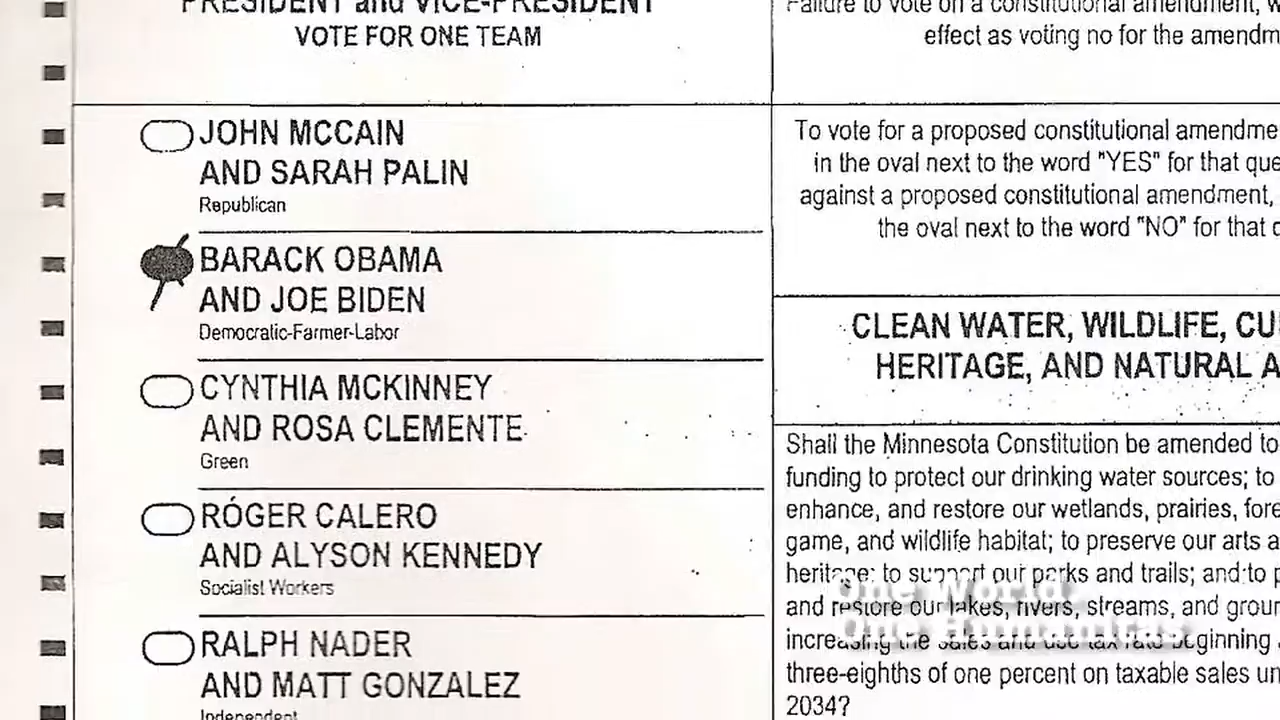 PRESIDENT and VICE-PRESIDENT
VOTE FOR ONE TEAM
JOHN MCCAIN
AND SARAH PALIN
Republican
BARACK OBAMA
AND JOE BIDEN
Democratic-Farmer-Labor
CYNTHIA MCKINNEY
AND ROSA CLEMENTE
Green
RÓGER CALERO
AND ALYSON KENNEDY
Socialist Workers
RALPH NADER
AND MATT GONZALEZ
Independent
Failure to vote on a constitutional amendment,
effect as voting no for the
To vote for a proposed constitutional
in the oval next to the word "YES" for that
against a proposed constitutional amendment,
the oval next to the word "NO" for that
CLEAN WATER, WILDLIFE,
HERITAGE, AND NATURAL
Shall the Minnesota Constitution be amended to
funding to protect our drinking water sources; to
enhance, and restore our wetlands, prairies,
game, and wildlife habitat; to preserve our arts
heritage; to support our parks and trails; and to
and restore our lakes, rivers, streams, and
increasing the sales and use tax rate beginning
three-eighths of one percent on taxable sales
2034?
One World,
One Humanitas